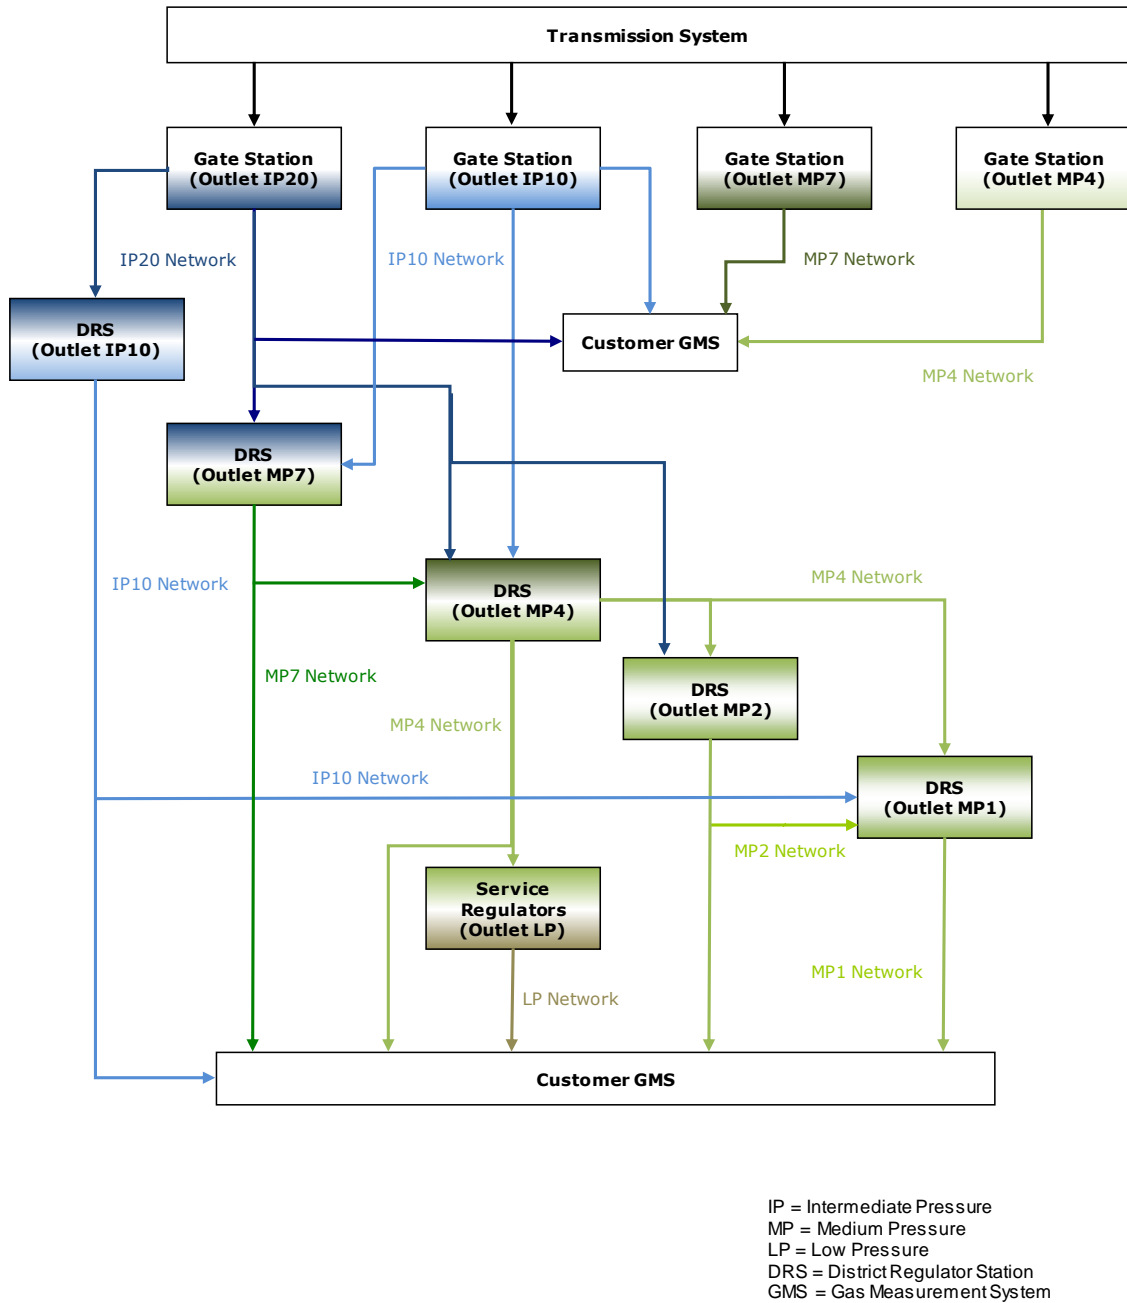 Transmission System
Gate Station
(Outlet IP20)
Gate Station
(Outlet IP10)
Gate Station
(Outlet MP7)
Gate Station
(Outlet MP4)
IP20 Network
IP10 Network
MP7 Network
DRS
(Outlet IP10)
Customer GMS
MP4 Network
DRS
(Outlet MP7)
IP10 Network
DRS
(Outlet MP4)
MP4 Network
MP7 Network
DRS
(Outlet MP2)
MP4 Network
IP10 Network
DRS
(Outlet MP1)
MP2 Network
Service
Regulators
(Outlet LP)
MP1 Network
LP Network
Customer GMS
IP = Intermediate Pressure
MP = Medium Pressure
LP = Low Pressure
DRS = District Regulator Station
GMS = Gas Measurement System